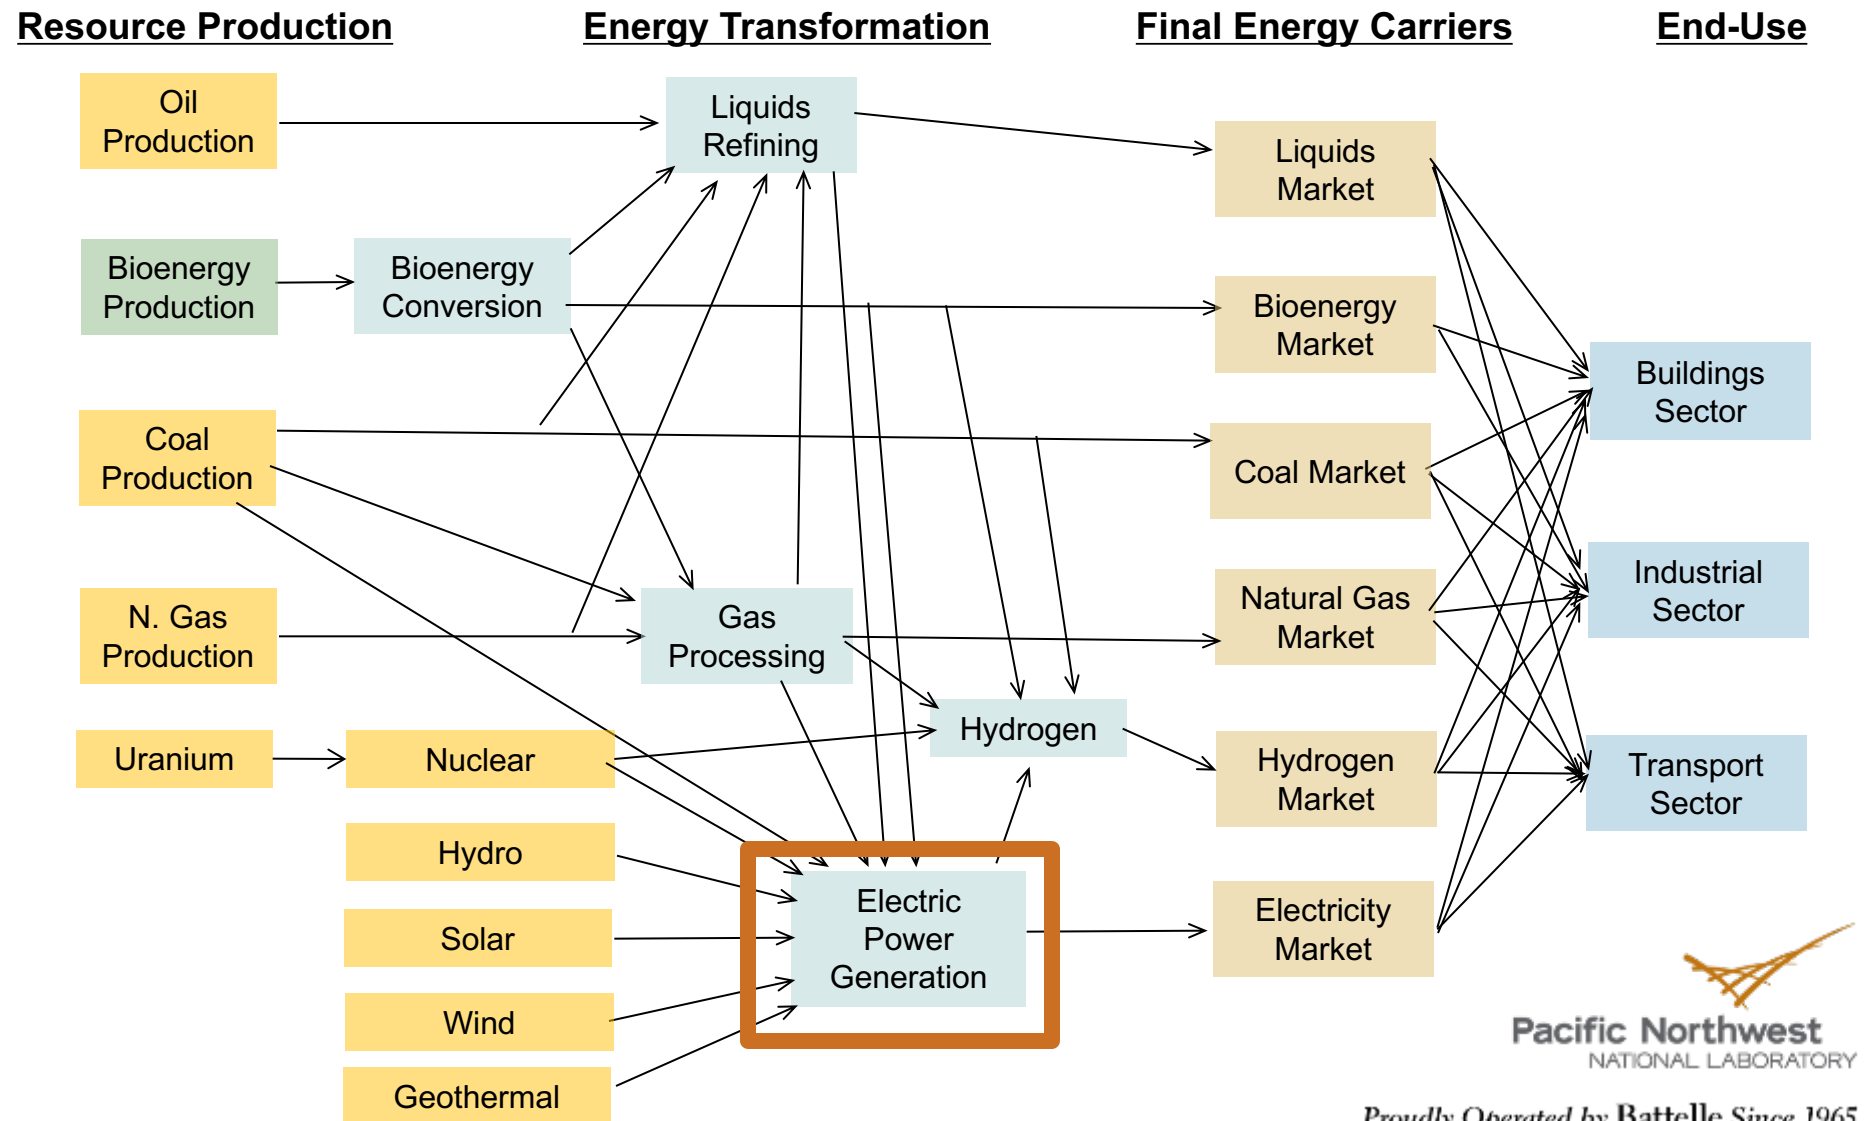 Resource Production
Energy Transformation
Final Energy Carriers
End-Use
Oil
Production
Liquids
Refining
Liquids
Market
Bioenergy
Production
Bioenergy
Conversion
Bioenergy
Market
Buildings
Sector
Coal
Production
Coal Market
N. Gas
Production
Gas
Processing
Natural Gas
Market
Industrial
Sector
Uranium
Nuclear
Hydrogen
Hydrogen
Market
Transport
Sector
Hydro
Solar
Wind
Geothermal
Electric
Power
Generation
Electricity
Market
Pacific Northwest
NATIONAL LABORATORY
Proudly Operated by Battelle Since 1965